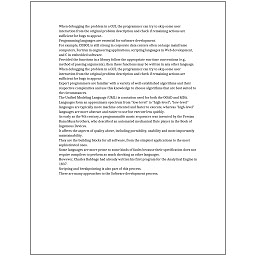 When debugging the problem in a GUI, the programmer can try to skip some user
interaction from the original problem description and check if remaining actions are
sufficient for bugs to appear.
Programming languages are essential for software development.
For example, COBOL is still strong in corporate data centers often on large mainframe
computers, Fortran in engineering applications, scripting languages in Web development,
and C in embedded software.
Provided the functions in a library follow the appropriate run-time conventions (e.g.,
method of passing arguments), then these functions may be written in any other language.
When debugging the problem in a GUI, the programmer can try to skip some user
interaction from the original problem description and check if remaining actions are
sufficient for bugs to appear.
Expert programmers are familiar with a variety of well-established algorithms and their
respective complexities and use this knowledge to choose algorithms that are best suited to
the circumstances.
The Unified Modeling Language (UML) is a notation used for both the OOAD and MDA.
Languages form an approximate spectrum from "low-level" to "high-level"; "low-level"
languages are typically more machine-oriented and faster to execute, whereas "high-level"
languages are more abstract and easier to use but execute less quickly.
As early as the 9th century, a programmable music sequencer was invented by the Persian
Banu Musa brothers, who described an automated mechanical flute player in the Book of
Ingenious Devices.
It affects the aspects of quality above, including portability, usability and most importantly
maintainability.
They are the building blocks for all software, from the simplest applications to the most
sophisticated ones.
Some languages are more prone to some kinds of faults because their specification does not
require compilers to perform as much checking as other languages.
However, Charles Babbage had already written his first program for the Analytical Engine in
1837.
Scripting and breakpointing is also part of this process.
There are many approaches to the Software development process.